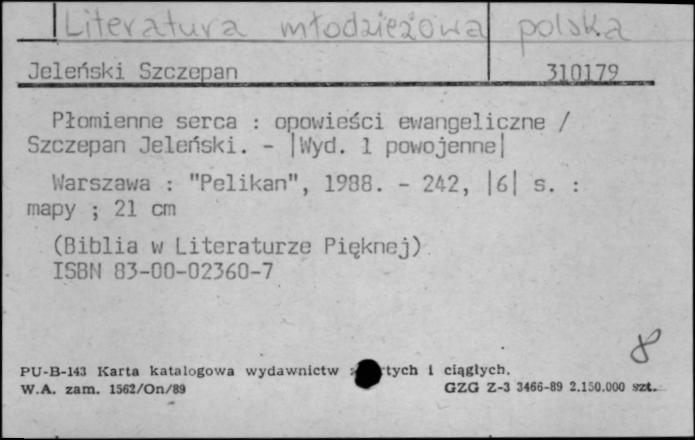 Literatura młodzieżowa polska
Jeleński Szczepan 310179
Płomienne serca : opowieści ewangeliczne /
Szczepan Jeleński. - |Wyd. 1 powojenne|
Warszawa : "Pelikan", 1988. - 242, |6| s. :
mapy ; 21 cm
(Biblia w Literaturze Pięknej)
ISBN 83-00-02360-7
8
PU-B-143 Karta katalogowa wydawnictw i ciągłych.
W.A. zam. 1562/On/89 GZG Z-3 3466-89 2.150.000 szt.